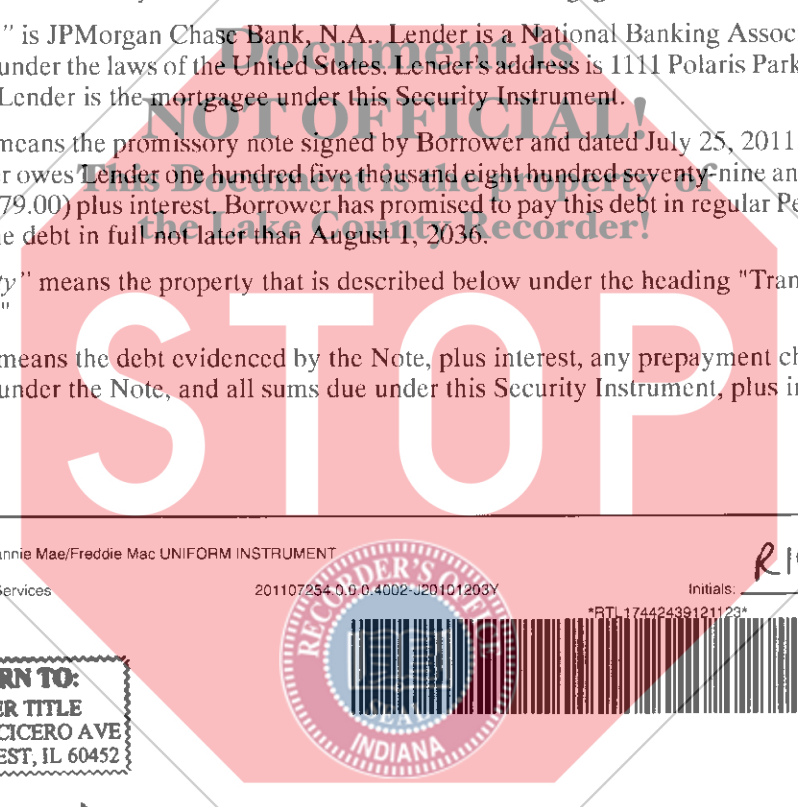 " is JPMorgan Chase Bank, N.A.. Lender is a National Banking Assoc
under the laws of the United States. Lender's address is 1111 Polaris Park
Lender is the mortgagee under this Security Instrument.
means the promissory note signed by Borrower and dated July 25, 2011
r owes Lender one hundred five thousand eight hundred seventy-nine an
79.00) plus interest. Borrower has promised to pay this debt in regular Pe
e debt in full not later than August 1, 2036.
y" means the property that is described below under the heading "Tran
"
means the debt evidenced by the Note, plus interest, any prepayment ch
under the Note, and all sums due under this Security Instrument, plus in
Document is
NOT OFFICIAL!
This Document is the property of
the Lake County Recorder!
STOP
annie Mae/Freddie Mac UNIFORM INSTRUMENT
Services
201107254.0.0.0.4002-J20101203Y
Initials:
*RTL17442439121123*
RECORDER'S OFFICE
SEAL
INDIANA
RN TO:
ER TITLE
CICERO AVE
EST, IL 60452